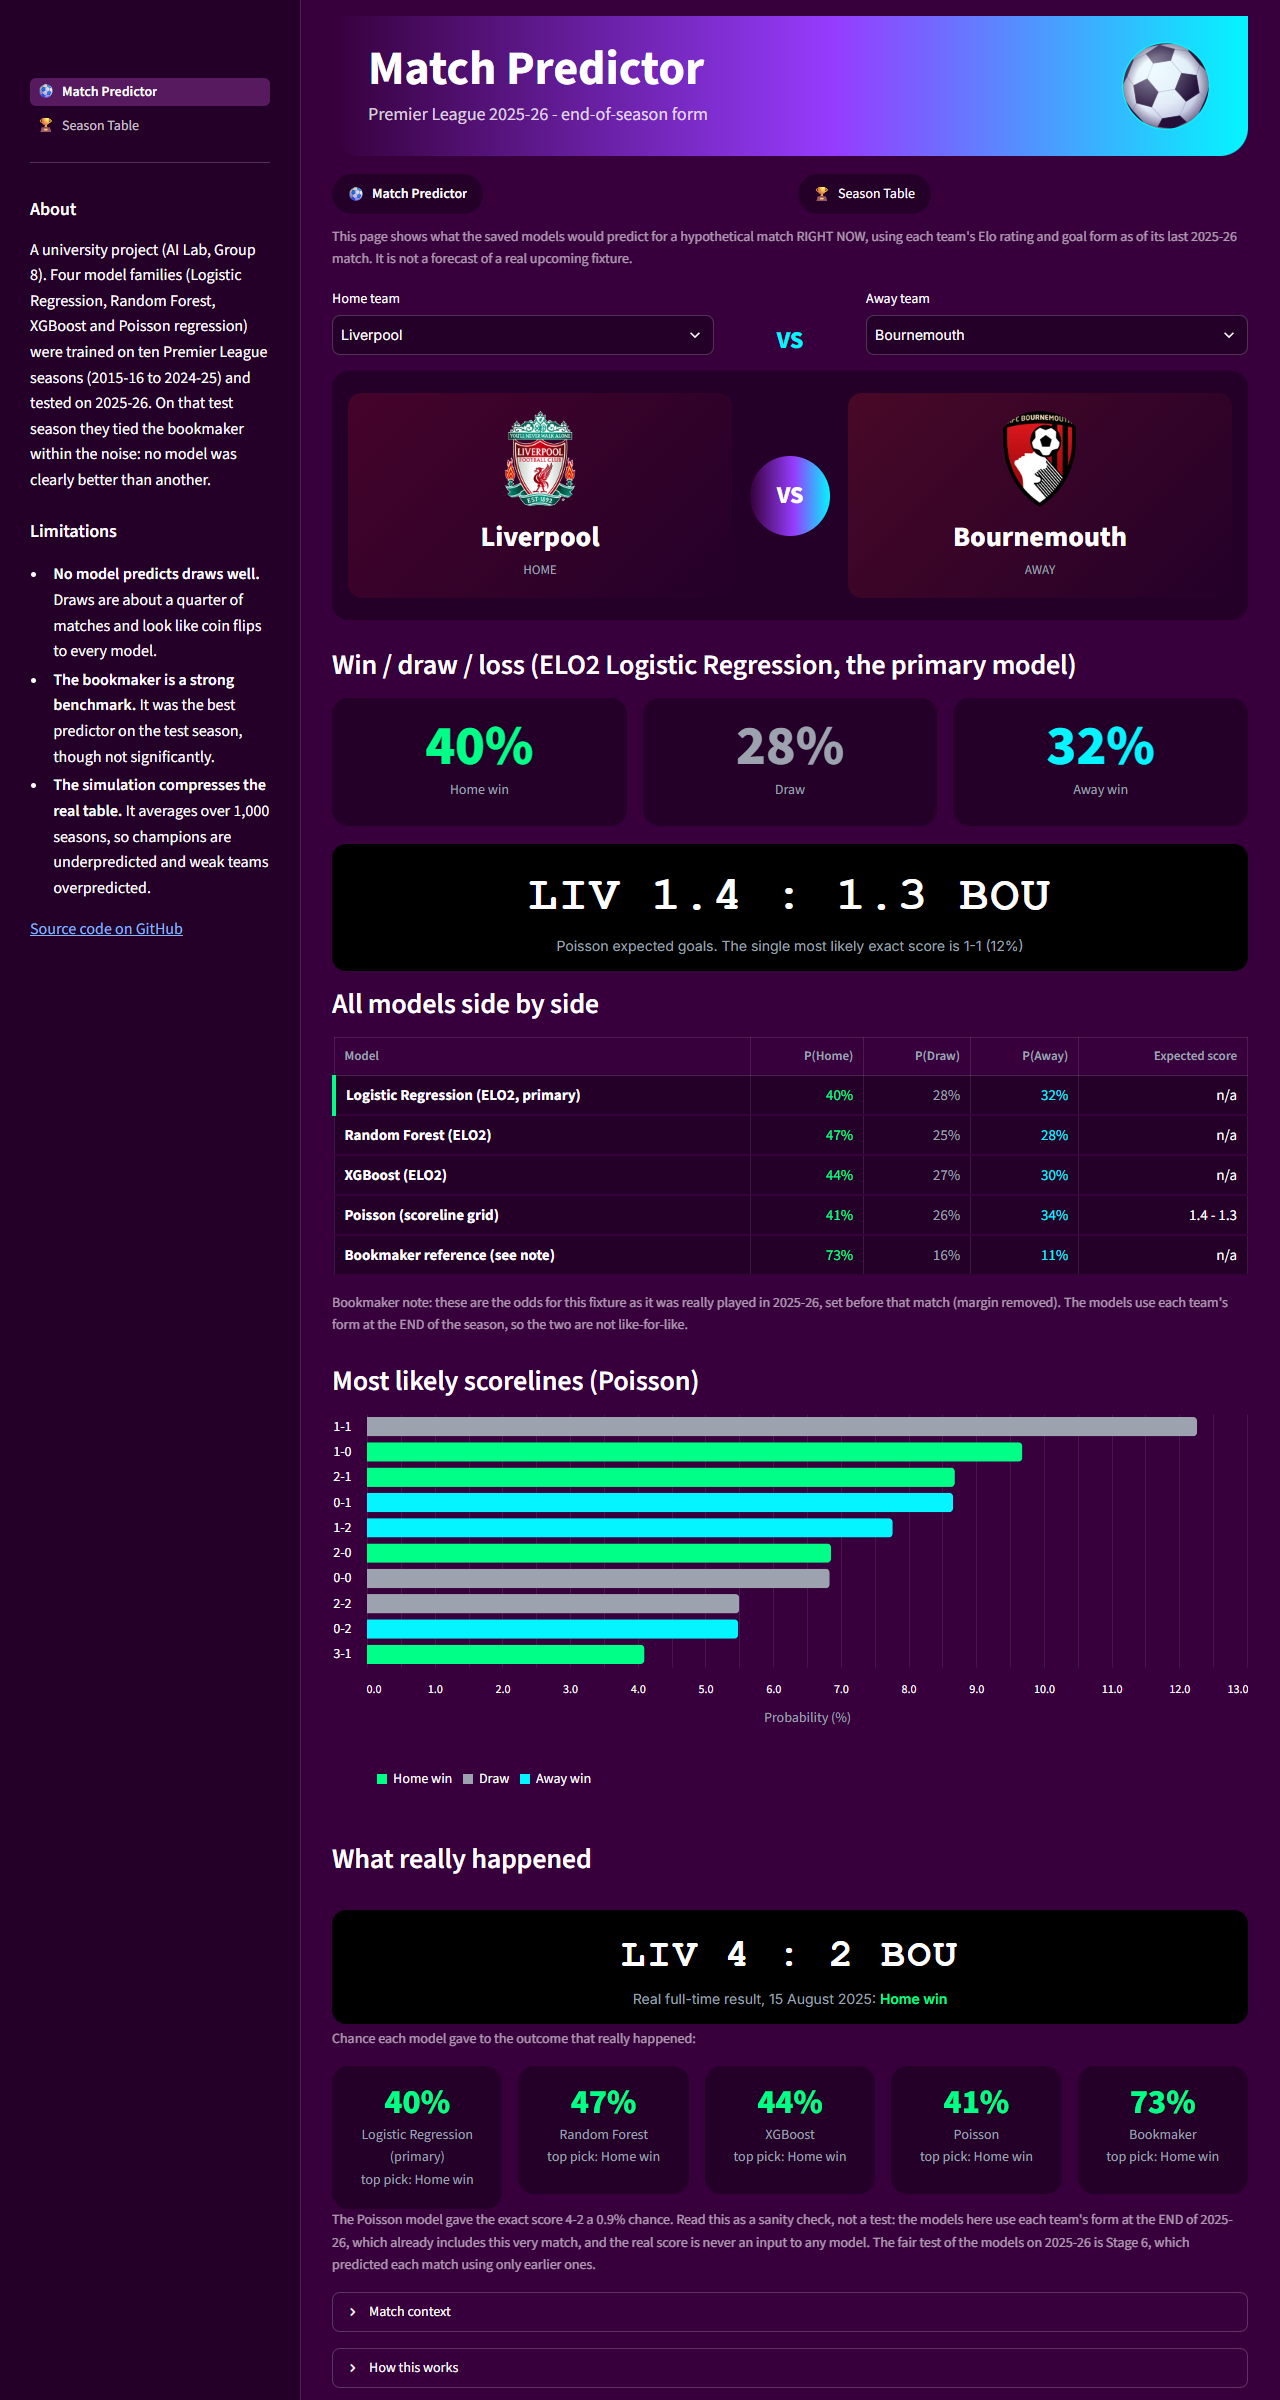 Match Predictor
Season Table
About
A university project (AI Lab, Group
8). Four model families (Logistic
Regression, Random Forest,
XGBoost and Poisson regression)
were trained on ten Premier League
seasons (2015-16 to 2024-25) and
tested on 2025-26. On that test
season they tied the bookmaker
within the noise: no model was
clearly better than another.
Limitations
• No model predicts draws well.
Draws are about a quarter of
matches and look like coin flips
to every model.
• The bookmaker is a strong
benchmark. It was the best
predictor on the test season,
though not significantly.
• The simulation compresses the
real table. It averages over 1,000
seasons, so champions are
underpredicted and weak teams
overpredicted.
Source code on GitHub
Match Predictor
Premier League 2025-26 - end-of-season form
Match Predictor Season Table
This page shows what the saved models would predict for a hypothetical match RIGHT NOW, using each team's Elo rating and goal form as of its last 2025-26
match. It is not a forecast of a real upcoming fixture.
Home team Away team
Liverpool VS Bournemouth
YOU'LL NEVER WALK ALONE
LIVERPOOL
FOOTBALL CLUB
EST·1892
AFC BOURNEMOUTH
VS
Liverpool Bournemouth
HOME AWAY
Win / draw / loss (ELO2 Logistic Regression, the primary model)
40% 28% 32%
Home win Draw Away win
LIV 1.4 : 1.3 BOU
Poisson expected goals. The single most likely exact score is 1-1 (12%)
All models side by side
Model P(Home) P(Draw) P(Away) Expected score
Logistic Regression (ELO2, primary) 40% 28% 32% n/a
Random Forest (ELO2) 47% 25% 28% n/a
XGBoost (ELO2) 44% 27% 30% n/a
Poisson (scoreline grid) 41% 26% 34% 1.4 - 1.3
Bookmaker reference (see note) 73% 16% 11% n/a
Bookmaker note: these are the odds for this fixture as it was really played in 2025-26, set before that match (margin removed). The models use each team's
form at the END of the season, so the two are not like-for-like.
Most likely scorelines (Poisson)
1-1
1-0
2-1
0-1
1-2
2-0
0-0
2-2
0-2
3-1
0.0 1.0 2.0 3.0 4.0 5.0 6.0 7.0 8.0 9.0 10.0 11.0 12.0 13.0
Probability (%)
Home win Draw Away win
What really happened
LIV 4 : 2 BOU
Real full-time result, 15 August 2025: Home win
Chance each model gave to the outcome that really happened:
40% 47% 44% 41% 73%
Logistic Regression Random Forest XGBoost Poisson Bookmaker
(primary) top pick: Home win top pick: Home win top pick: Home win top pick: Home win
top pick: Home win
The Poisson model gave the exact score 4-2 a 0.9% chance. Read this as a sanity check, not a test: the models here use each team's form at the END of 2025-
26, which already includes this very match, and the real score is never an input to any model. The fair test of the models on 2025-26 is Stage 6, which
predicted each match using only earlier ones.
Match context
How this works